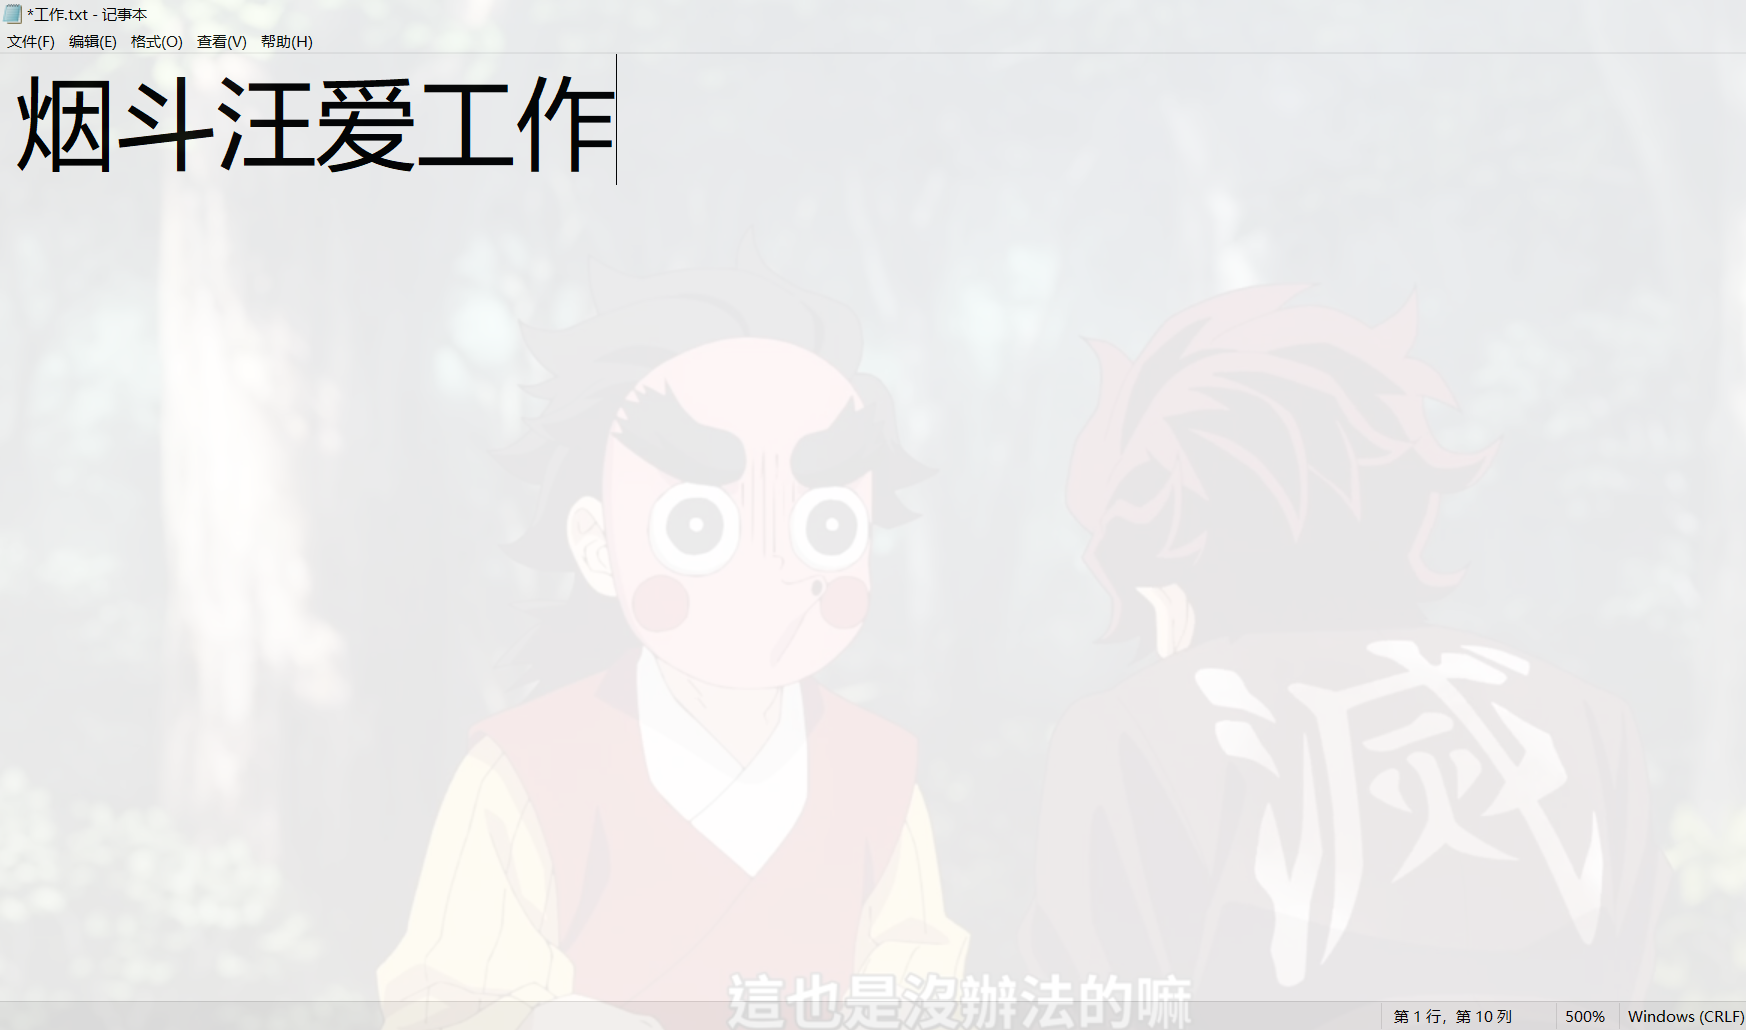 *工作.txt - 记事本
文件(F) 编辑(E) 格式(O) 查看(V) 帮助(H)
烟斗汪爱工作
滅
這也是沒辦法的嘛
第 1 行，第 10 列 500% Windows (CRLF)